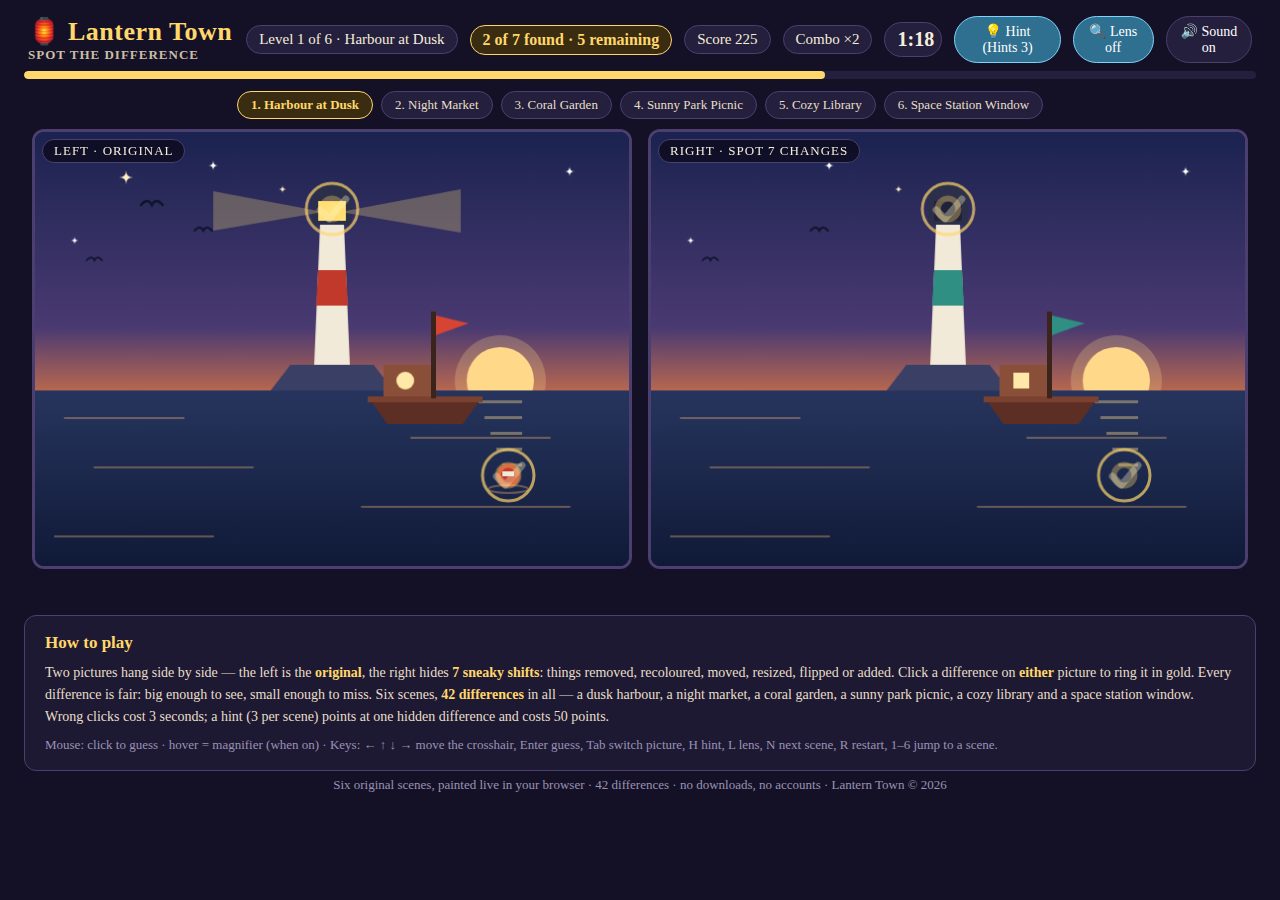 🏮 Lantern Town
SPOT THE DIFFERENCE
Level 1 of 6 · Harbour at Dusk
2 of 7 found · 5 remaining
Score 225
Combo ×2
1:18
💡 Hint
(Hints 3)
🔍 Lens
off
🔊 Sound
on
1. Harbour at Dusk
2. Night Market
3. Coral Garden
4. Sunny Park Picnic
5. Cozy Library
6. Space Station Window
LEFT · ORIGINAL
RIGHT · SPOT 7 CHANGES
How to play
Two pictures hang side by side — the left is the original, the right hides 7 sneaky shifts: things removed, recoloured, moved, resized, flipped or added. Click a difference on either picture to ring it in gold. Every
difference is fair: big enough to see, small enough to miss. Six scenes, 42 differences in all — a dusk harbour, a night market, a coral garden, a sunny park picnic, a cozy library and a space station window.
Wrong clicks cost 3 seconds; a hint (3 per scene) points at one hidden difference and costs 50 points.
Mouse: click to guess · hover = magnifier (when on) · Keys: ← ↑ ↓ → move the crosshair, Enter guess, Tab switch picture, H hint, L lens, N next scene, R restart, 1–6 jump to a scene.
Six original scenes, painted live in your browser · 42 differences · no downloads, no accounts · Lantern Town © 2026